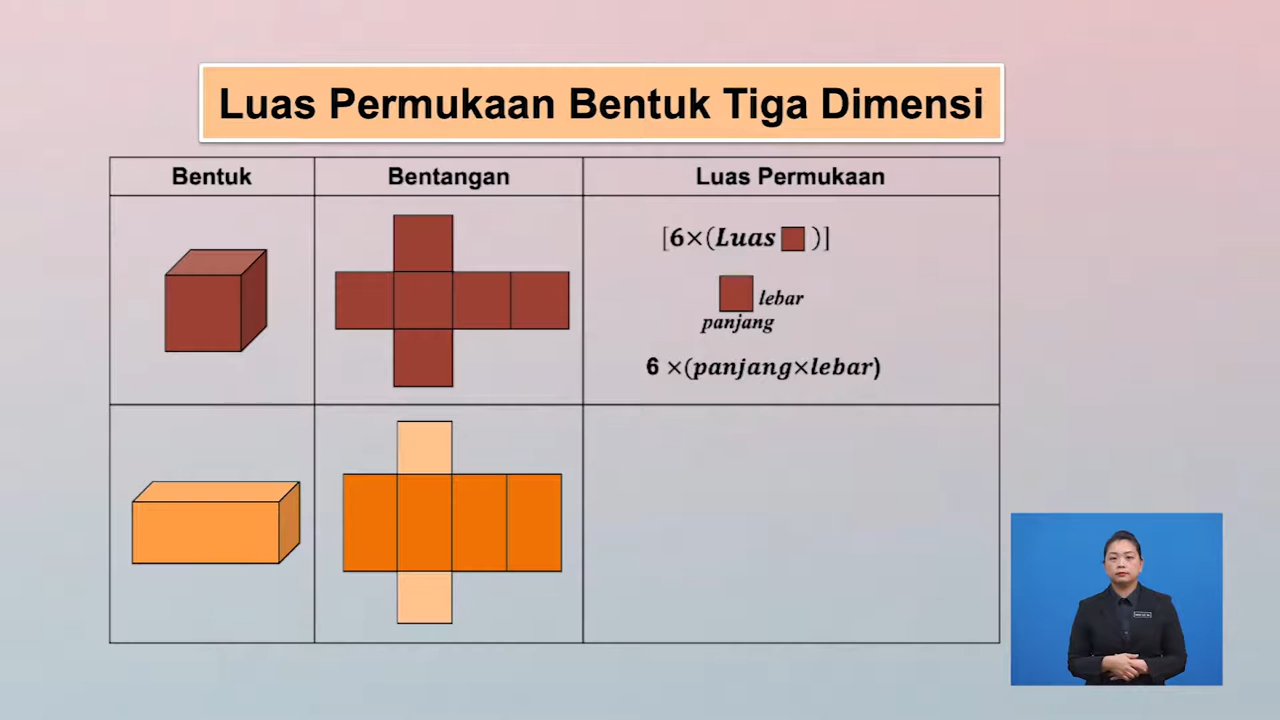 Luas Permukaan Bentuk Tiga Dimensi
Bentuk Bentangan Luas Permukaan
[6×(Luas )]
lebar
panjang
6 ×(panjang×lebar)